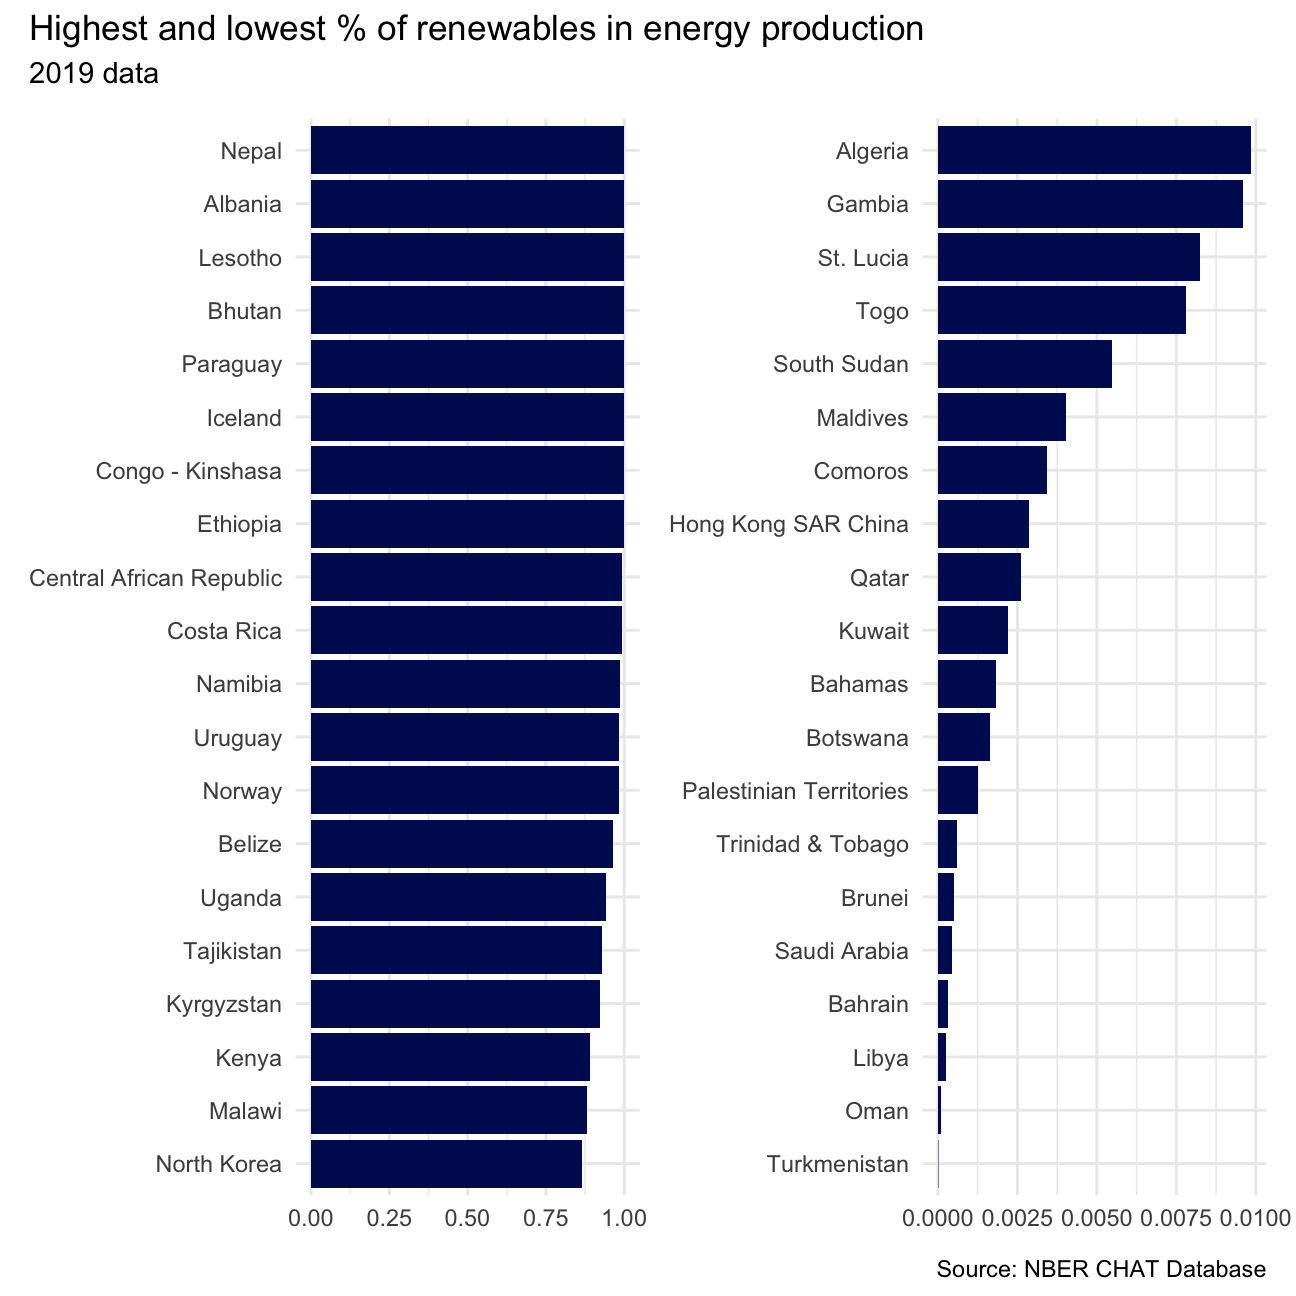 Highest and lowest % of renewables in energy production
2019 data
Nepal
Albania
Lesotho
Bhutan
Paraguay
Iceland
Congo - Kinshasa
Ethiopia
Central African Republic
Costa Rica
Namibia
Uruguay
Norway
Belize
Uganda
Tajikistan
Kyrgyzstan
Kenya
Malawi
North Korea
0.00 0.25 0.50 0.75 1.00
Algeria
Gambia
St. Lucia
Togo
South Sudan
Maldives
Comoros
Hong Kong SAR China
Qatar
Kuwait
Bahamas
Botswana
Palestinian Territories
Trinidad & Tobago
Brunei
Saudi Arabia
Bahrain
Libya
Oman
Turkmenistan
0.0000 0.0025 0.0050 0.0075 0.0100
Source: NBER CHAT Database